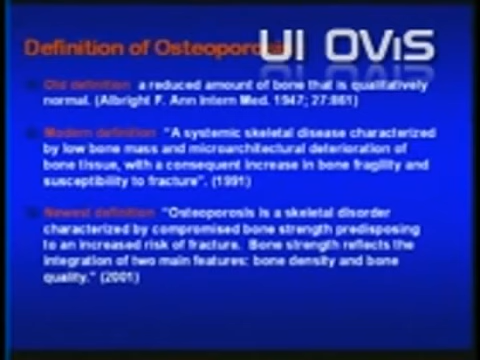 Definition of Osteoporosis
UI OViS
Old definition a reduced amount of bone that is qualitatively
normal. (Albright F. Ann Intern Med. 1947; 27:861)
Modern definition "A systemic skeletal disease characterized
by low bone mass and microarchitectural deterioration of
bone tissue, with a consequent increase in bone fragility and
susceptibility to fracture". (1991)
Newest definition "Osteoporosis is a skeletal disorder
characterized by compromised bone strength predisposing
to an increased risk of fracture. Bone strength reflects the
integration of two main features: bone density and bone
quality." (2001)